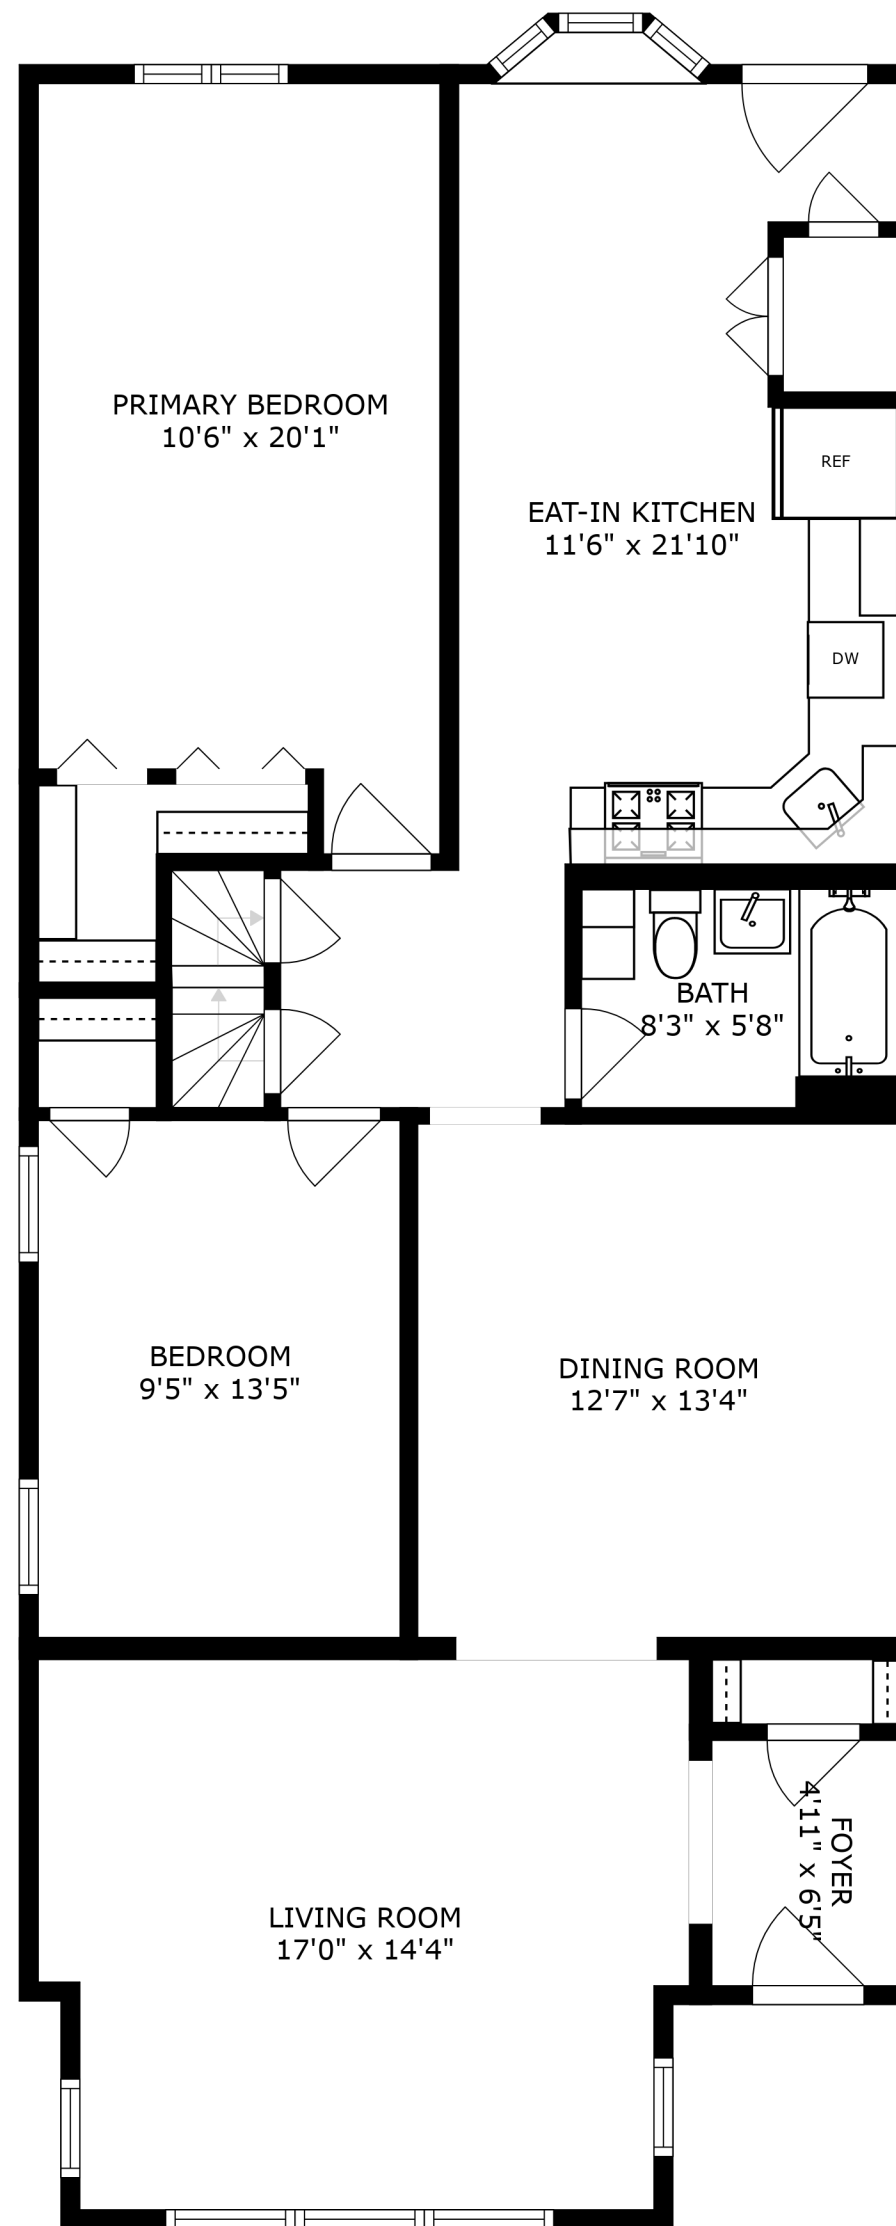 PRIMARY BEDROOM
10'6" x 20'1"
REF
EAT-IN KITCHEN
11'6" x 21'10"
DW
BATH
8'3" x 5'8"
BEDROOM
9'5" x 13'5"
DINING ROOM
12'7" x 13'4"
FOYER
4'11" x 6'5"
LIVING ROOM
17'0" x 14'4"